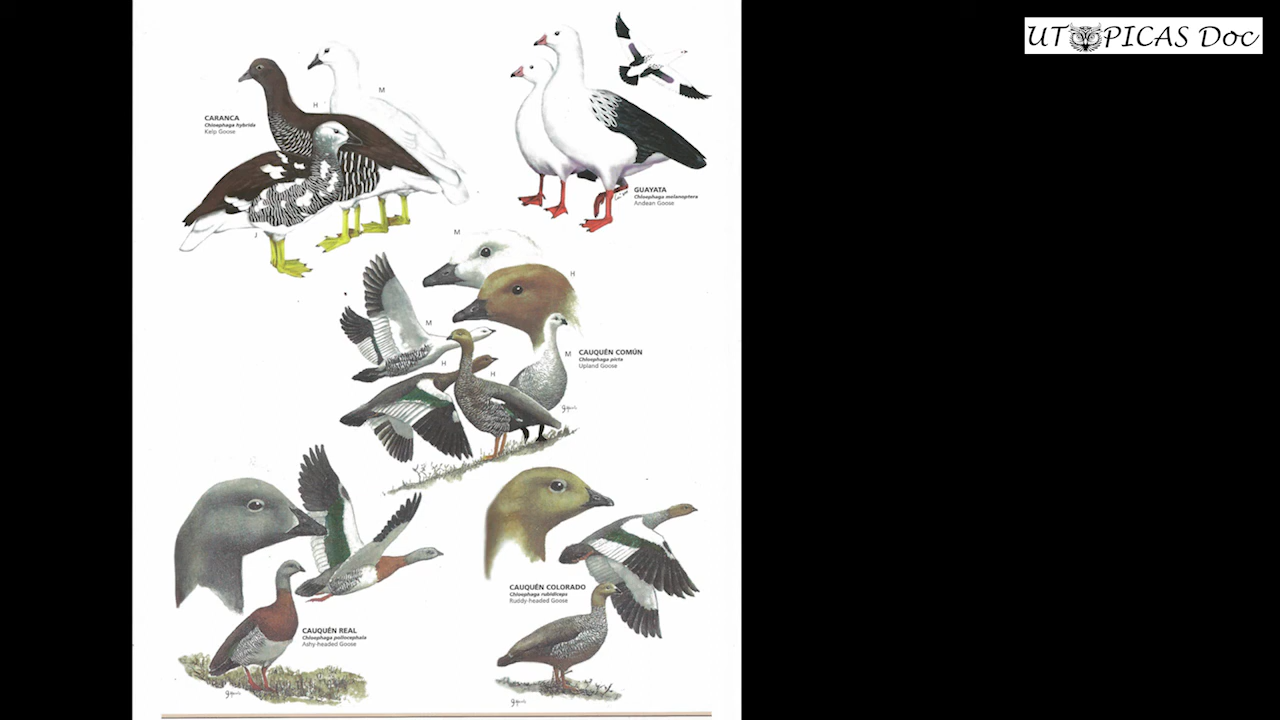 UTOPICAS Doc
M
H
CARANCA
Chloephaga hybrida
Kelp Goose
J
GUAYATA
Chloephaga melanoptera
Andean Goose
M
H
M
H
H
M
CAUQUÉN COMÚN
Chloephaga picta
Upland Goose
CAUQUÉN COLORADO
Chloephaga rubidiceps
Ruddy-headed Goose
CAUQUÉN REAL
Chloephaga poliocephala
Ashy-headed Goose